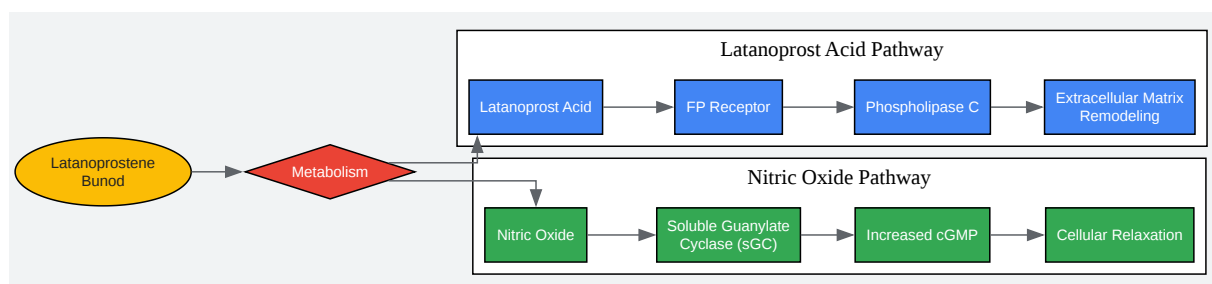 Latanoprostene
Bunod
Metabolism
Latanoprost Acid Pathway
Latanoprost Acid
FP Receptor
Phospholipase C
Extracellular Matrix
Remodeling
Nitric Oxide Pathway
Nitric Oxide
Soluble Guanylate
Cyclase (sGC)
Increased cGMP
Cellular Relaxation